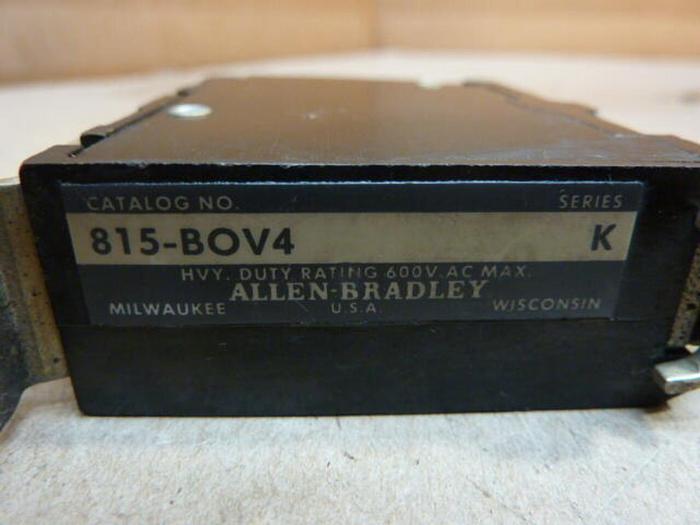 CATALOG NO. SERIES
815-BOV4 K
HVY. DUTY RATING 600V. AC MAX.
ALLEN-BRADLEY
MILWAUKEE U.S.A. WISCONSIN